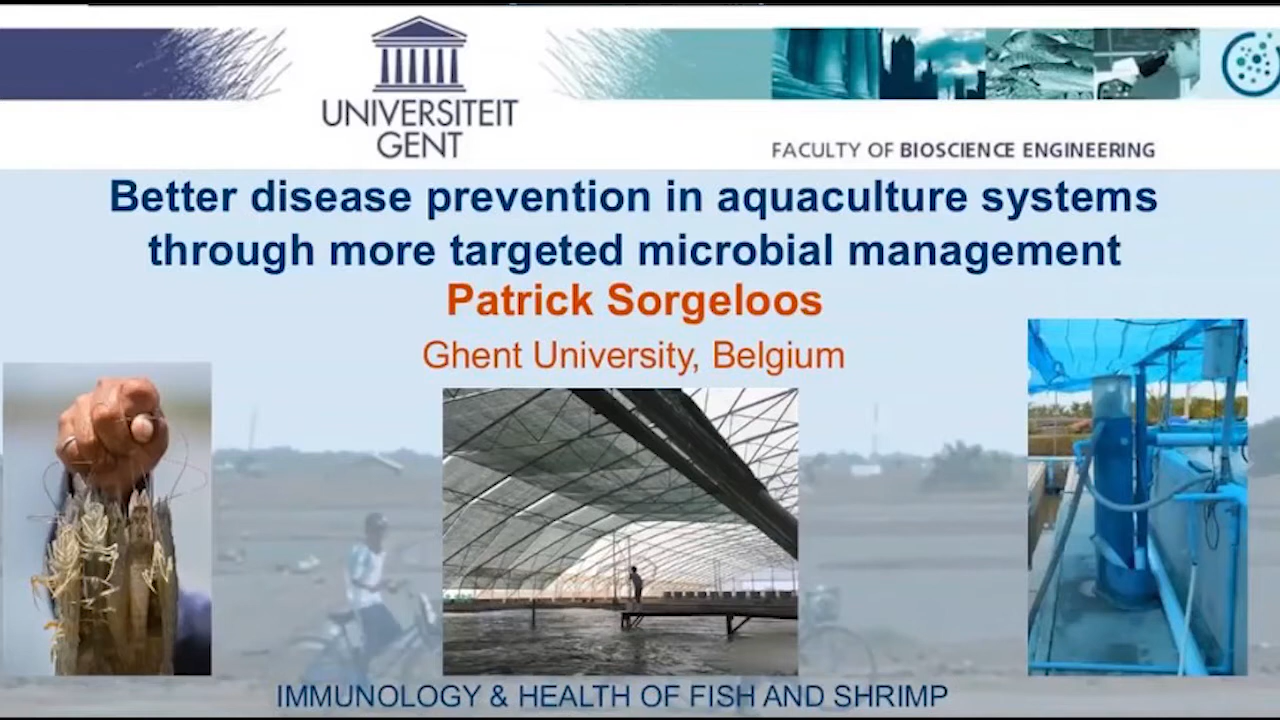 UNIVERSITEIT
GENT
FACULTY OF BIOSCIENCE ENGINEERING
Better disease prevention in aquaculture systems
through more targeted microbial management
Patrick Sorgeloos
Ghent University, Belgium
IMMUNOLOGY & HEALTH OF FISH AND SHRIMP